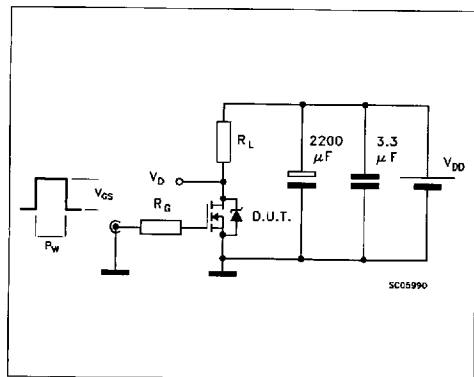 R_L
2200
µF
3.3
µF
V_DD
V_D
V_GS
R_G
D.U.T.
P_W
SC05990